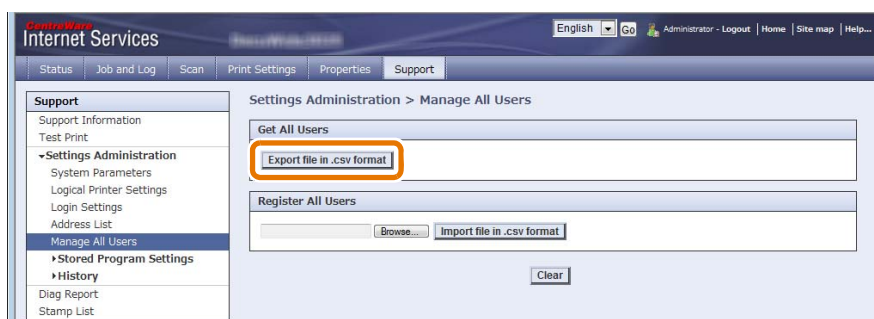 CentreWare
Internet Services
English Go Administrator - Logout | Home | Site map | Help...
Status Job and Log Scan Print Settings Properties Support
Support
Support Information
Test Print
Settings Administration
System Parameters
Logical Printer Settings
Login Settings
Address List
Manage All Users
Stored Program Settings
History
Diag Report
Stamp List
Settings Administration > Manage All Users
Get All Users
Export file in .csv format
Register All Users
Browse... Import file in .csv format
Clear